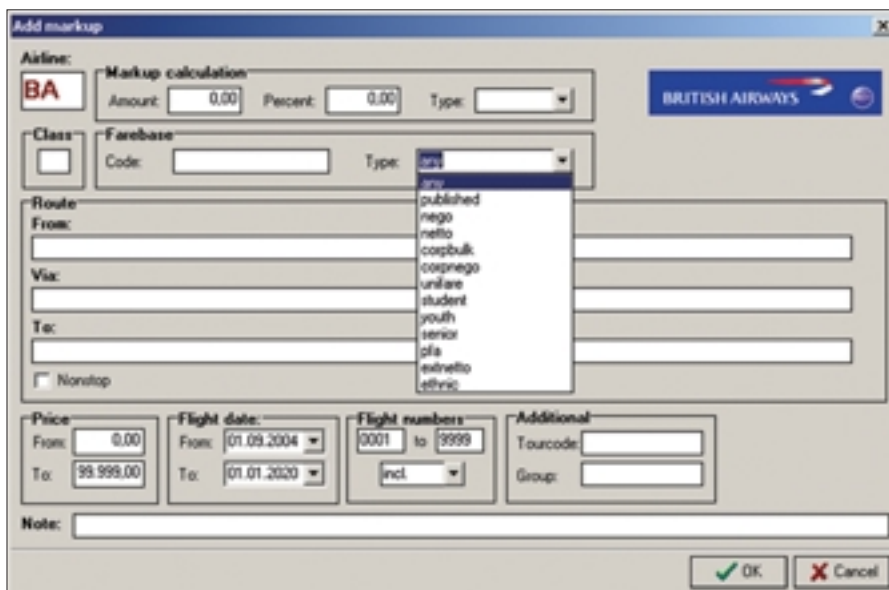 Add markup
Airline:
BA
Markup calculation
Amount: 0,00 Percent: 0,00 Type:
BRITISH AIRWAYS
Class
Farebase
Code: Type: any
any
published
nego
netto
corpbulk
corpnego
unifare
student
youth
senior
pfa
extnetto
ethnic
Route
From:
Via:
To:
Nonstop
Price
From: 0,00
To: 99.999,00
Flight date:
From: 01.09.2004
To: 01.01.2020
Flight numbers
0001 to 9999
incl.
Additional
Tourcode:
Group:
Note:
OK
Cancel